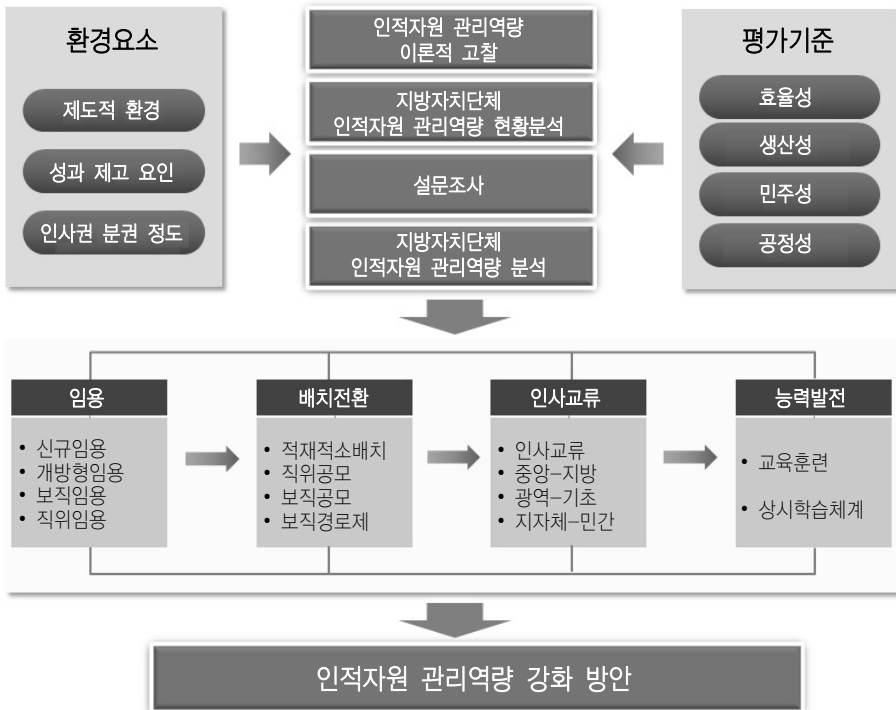 환경요소
제도적 환경
성과 제고 요인
인사권 분권 정도
인적자원 관리역량
이론적 고찰
지방자치단체
인적자원 관리역량 현황분석
설문조사
지방자치단체
인적자원 관리역량 분석
평가기준
효율성
생산성
민주성
공정성
임용
• 신규임용
• 개방형임용
• 보직임용
• 직위임용
배치전환
• 적재적소배치
• 직위공모
• 보직공모
• 보직경로제
인사교류
• 인사교류
• 중앙-지방
• 광역-기초
• 지자체-민간
능력발전
• 교육훈련
• 상시학습체계
인적자원 관리역량 강화 방안